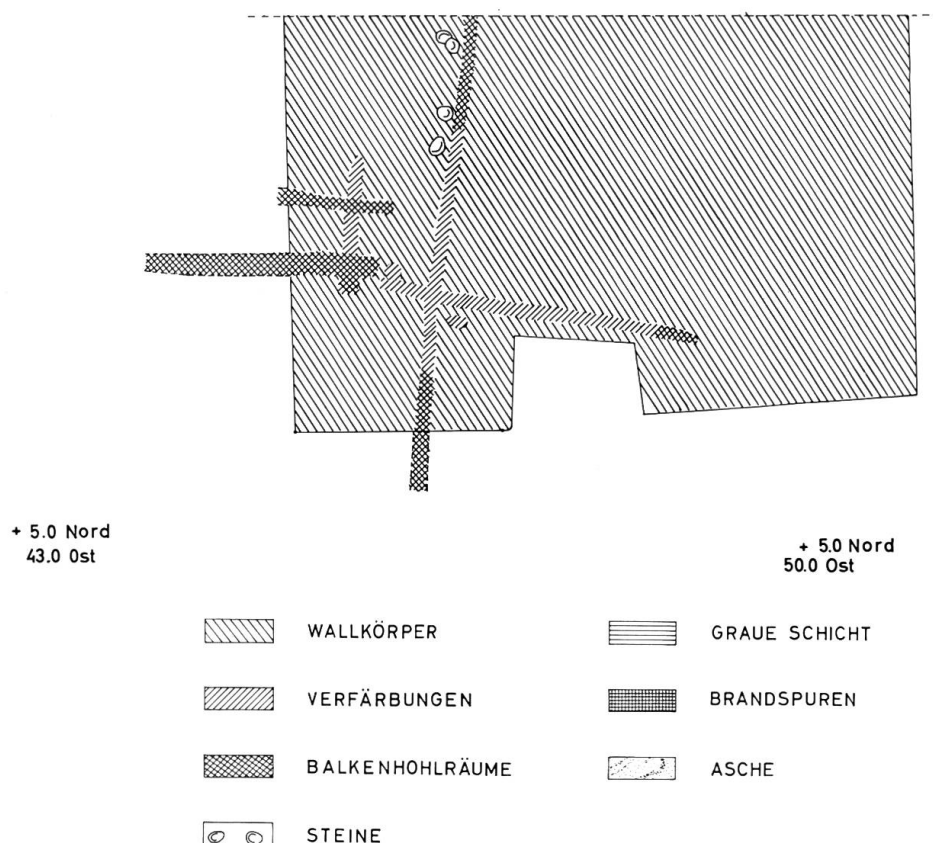 + 5.0 Nord
43.0 Ost
+ 5.0 Nord
50.0 Ost
WALLKÖRPER
GRAUE SCHICHT
VERFÄRBUNGEN
BRANDSPUREN
BALKENHOHLRÄUME
ASCHE
STEINE